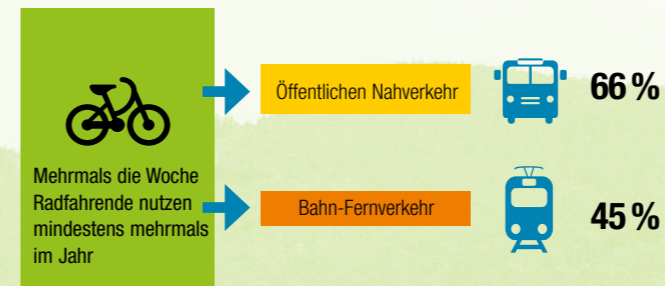 Öffentlichen Nahverkehr
66 %
Mehrmals die Woche
Radfahrende nutzen
mindestens mehrmals
im Jahr
Bahn-Fernverkehr
45 %